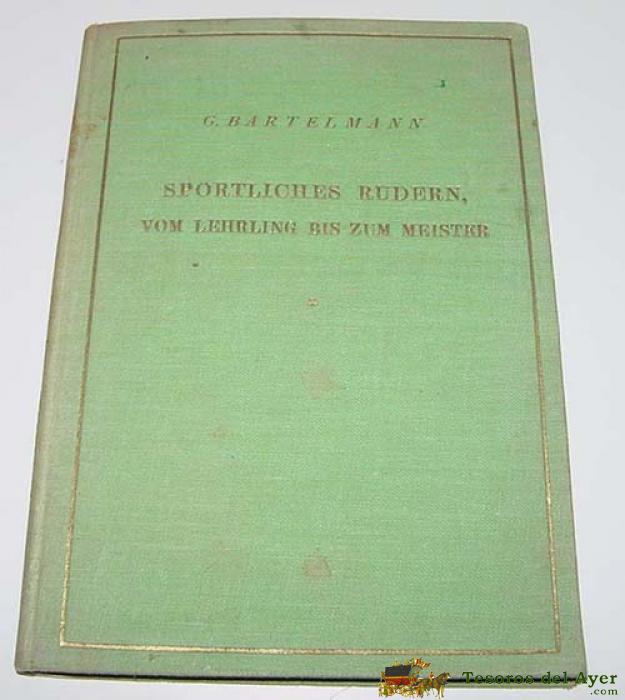 G. BARTELMANN
SPORTLICHES RUDERN,
VOM LEHRLING BIS ZUM MEISTER
Tesoros del Ayer
.com